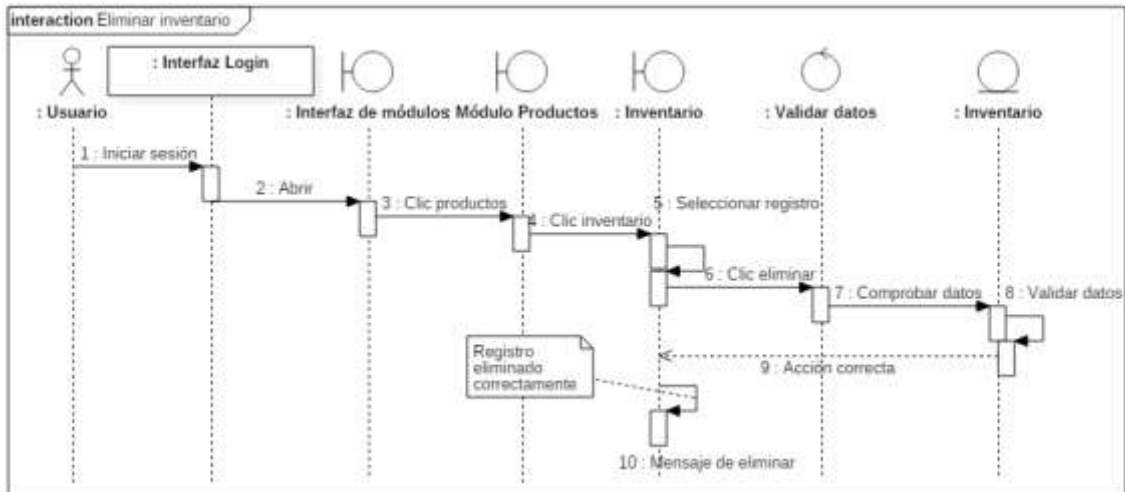 interaction Eliminar inventario
: Interfaz Login
: Usuario
: Interfaz de módulos
: Módulo Productos
: Inventario
: Validar datos
: Inventario
1 : Iniciar sesión
2 : Abrir
3 : Clic productos
4 : Clic inventario
5 : Seleccionar registro
6 : Clic eliminar
7 : Comprobar datos
8 : Validar datos
Registro
eliminado
correctamente
9 : Acción correcta
10 : Mensaje de eliminar